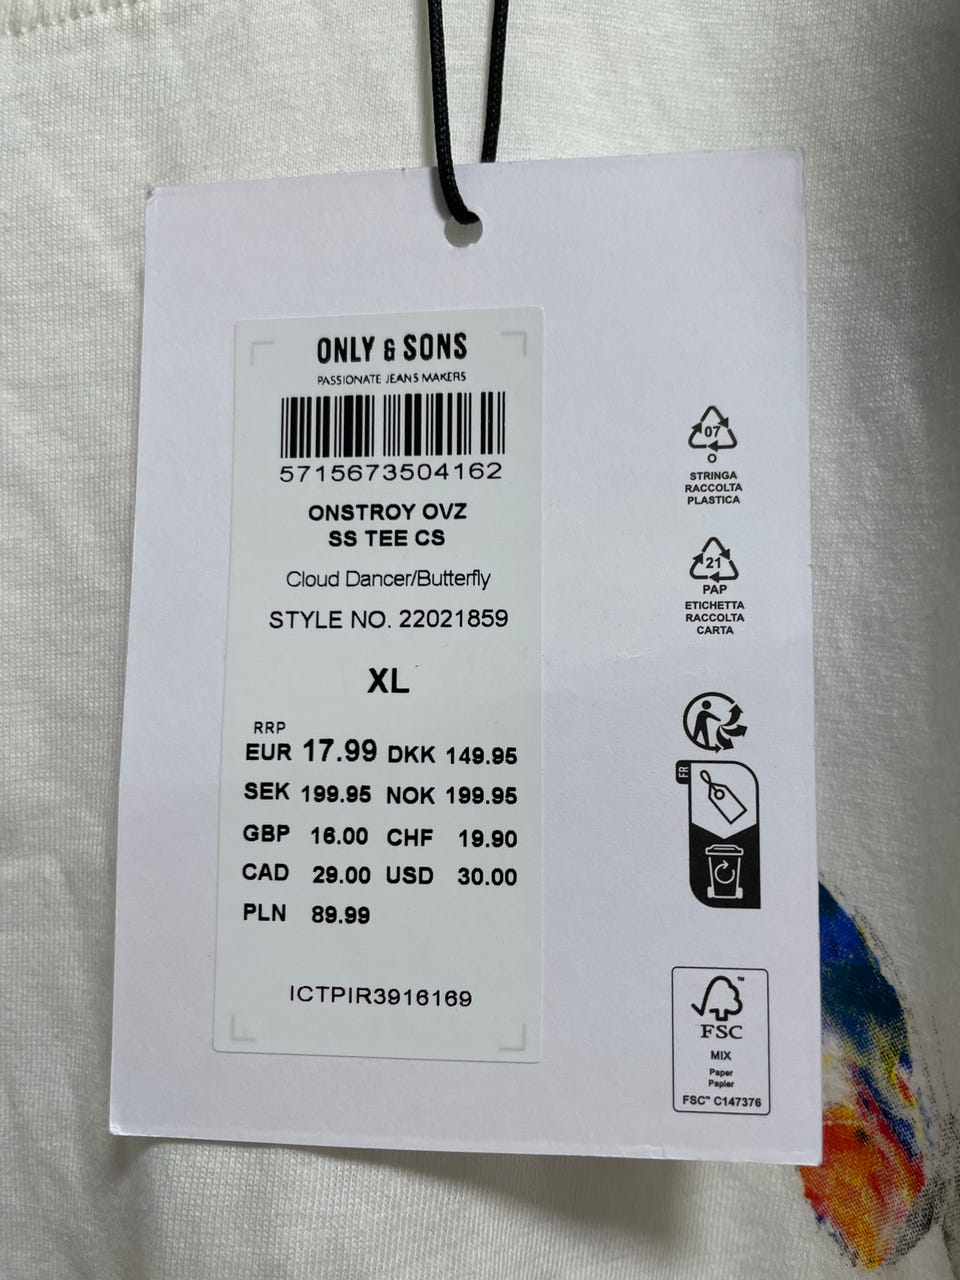 ONLY & SONS
PASSIONATE JEANS MAKERS
5715673504162
ONSTROY OVZ
SS TEE CS
Cloud Dancer/Butterfly
STYLE NO. 22021859
XL
RRP
EUR 17.99 DKK 149.95
SEK 199.95 NOK 199.95
GBP 16.00 CHF 19.90
CAD 29.00 USD 30.00
PLN 89.99
ICTPIR3916169
07
O
STRINGA
RACCOLTA
PLASTICA
21
PAP
ETICHETTA
RACCOLTA
CARTA
FR
™
FSC
MIX
Paper
Papier
FSC™ C147376